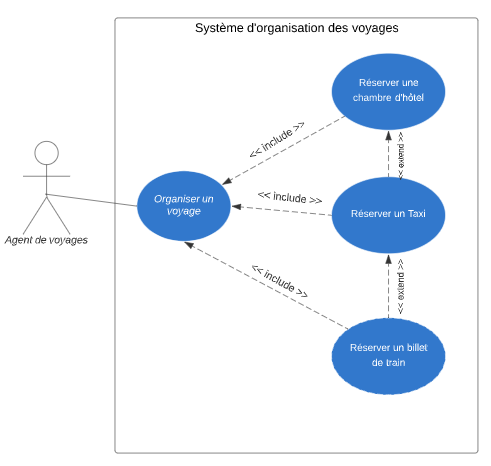 Système d'organisation des voyages
Réserver une
chambre d'hôtel
<< include >>
<< extend >>
Organiser un
voyage
<< include >>
Réserver un Taxi
Agent de voyages
<< include >>
<< extend >>
Réserver un billet
de train